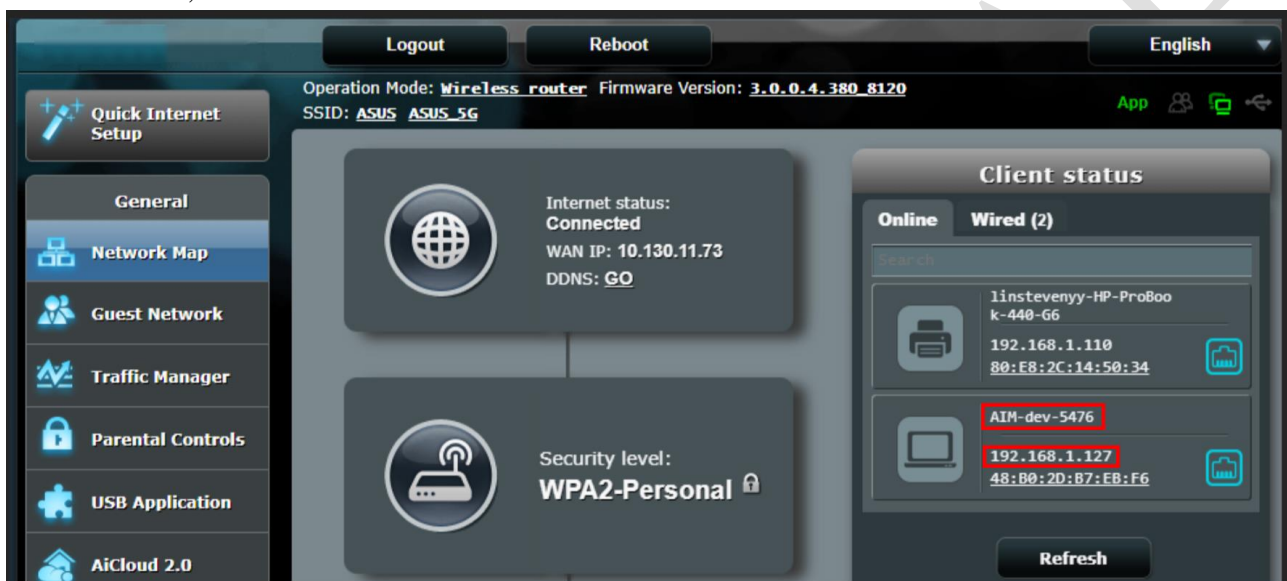 Logout
Reboot
English
Quick Internet
Setup
Operation Mode: Wireless router Firmware Version: 3.0.0.4.380_8120
SSID: ASUS ASUS_5G
App
General
Network Map
Guest Network
Traffic Manager
Parental Controls
USB Application
AiCloud 2.0
Internet status:
Connected
WAN IP: 10.130.11.73
DDNS: GO
Security level:
WPA2-Personal
Client status
Online
Wired (2)
Search
linstevenyy-HP-ProBoo
k-440-G6
192.168.1.110
80:E8:2C:14:50:34
AIM-dev-5476
192.168.1.127
48:B0:2D:B7:EB:F6
Refresh